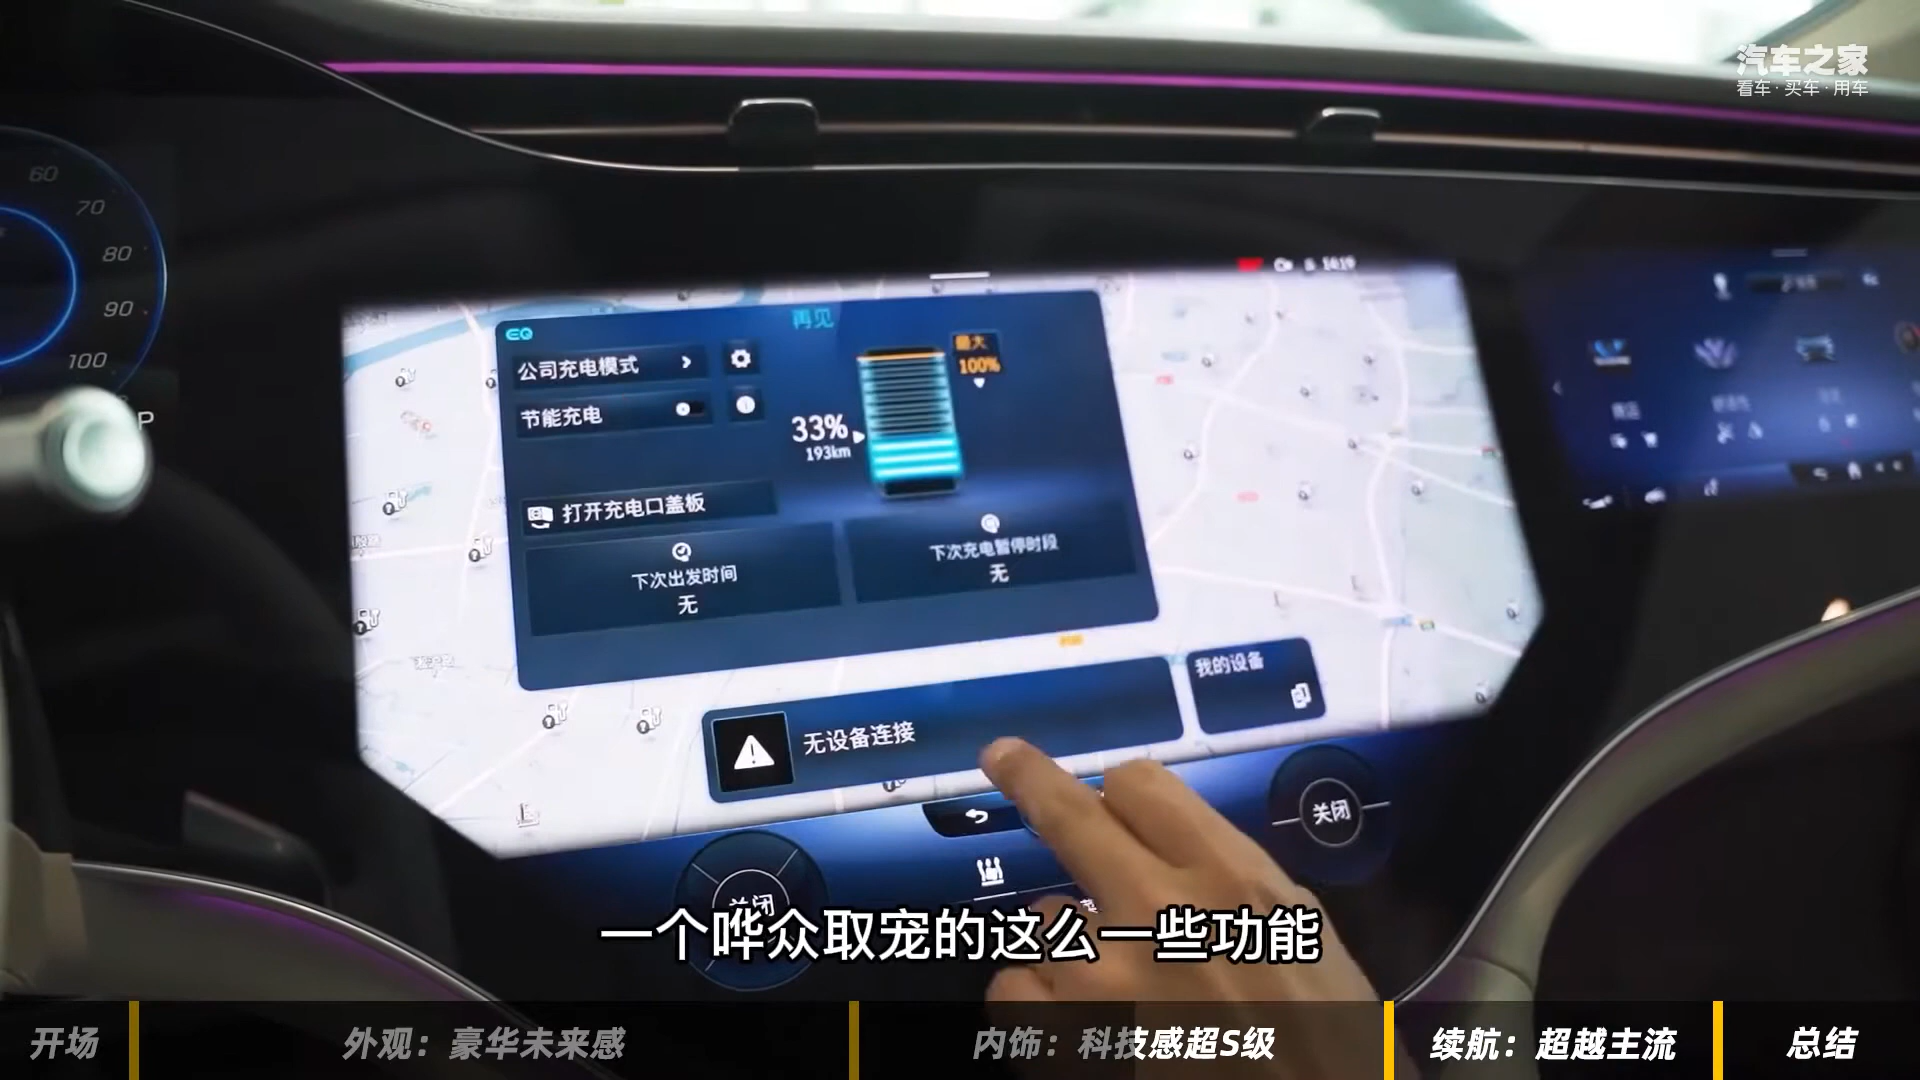 汽车之家
看车·买车·用车
60
70
80
90
100
P
14:19
EQ
再见
公司充电模式
节能充电
最大
100%
33%
193km
打开充电口盖板
下次出发时间
无
下次充电暂停时段
无
我的设备
无设备连接
关闭
关闭
一个哗众取宠的这么一些功能
开场
外观：豪华未来感
内饰：科技感超S级
续航：超越主流
总结